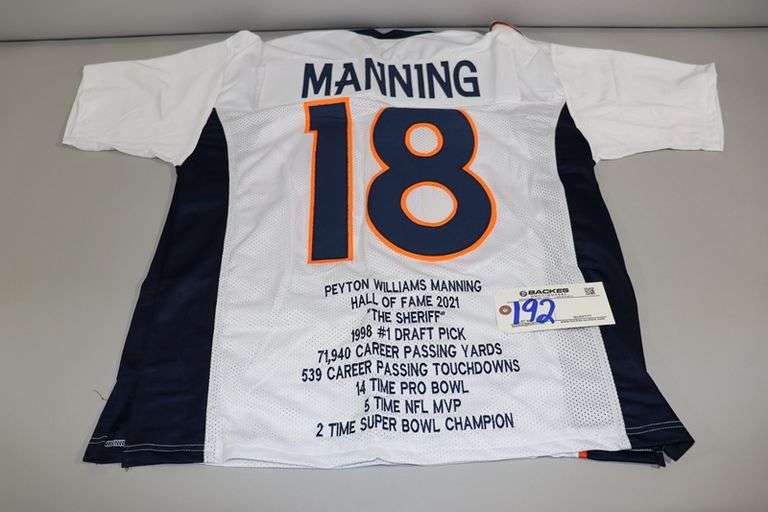 MANNING
18
PEYTON WILLIAMS MANNING
HALL OF FAME 2021
"THE SHERIFF"
1998 #1 DRAFT PICK
71,940 CAREER PASSING YARDS
539 CAREER PASSING TOUCHDOWNS
14 TIME PRO BOWL
5 TIME NFL MVP
2 TIME SUPER BOWL CHAMPION
BACKES
192